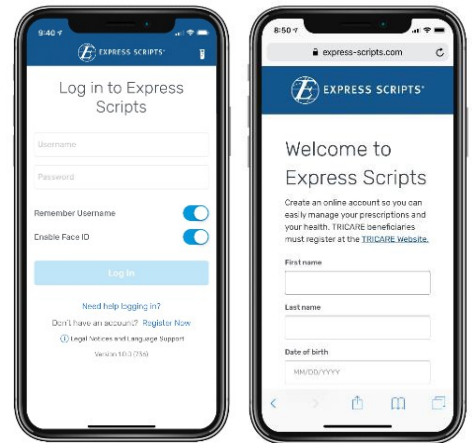 9:40
EXPRESS SCRIPTS®
Log in to Express
Scripts
Username
Password
Remember Username
Enable Face ID
Log In
Need help logging in?
Don't have an account? Register Now
Legal Notices and Language Support
8:50
express-scripts.com
EXPRESS SCRIPTS®
Welcome to
Express Scripts
Create an online account so you can
easily manage your prescriptions and
your health. TRICARE beneficiaries
must register at the TRICARE Website.
First name
Last name
Date of birth
MM/DD/YYYY